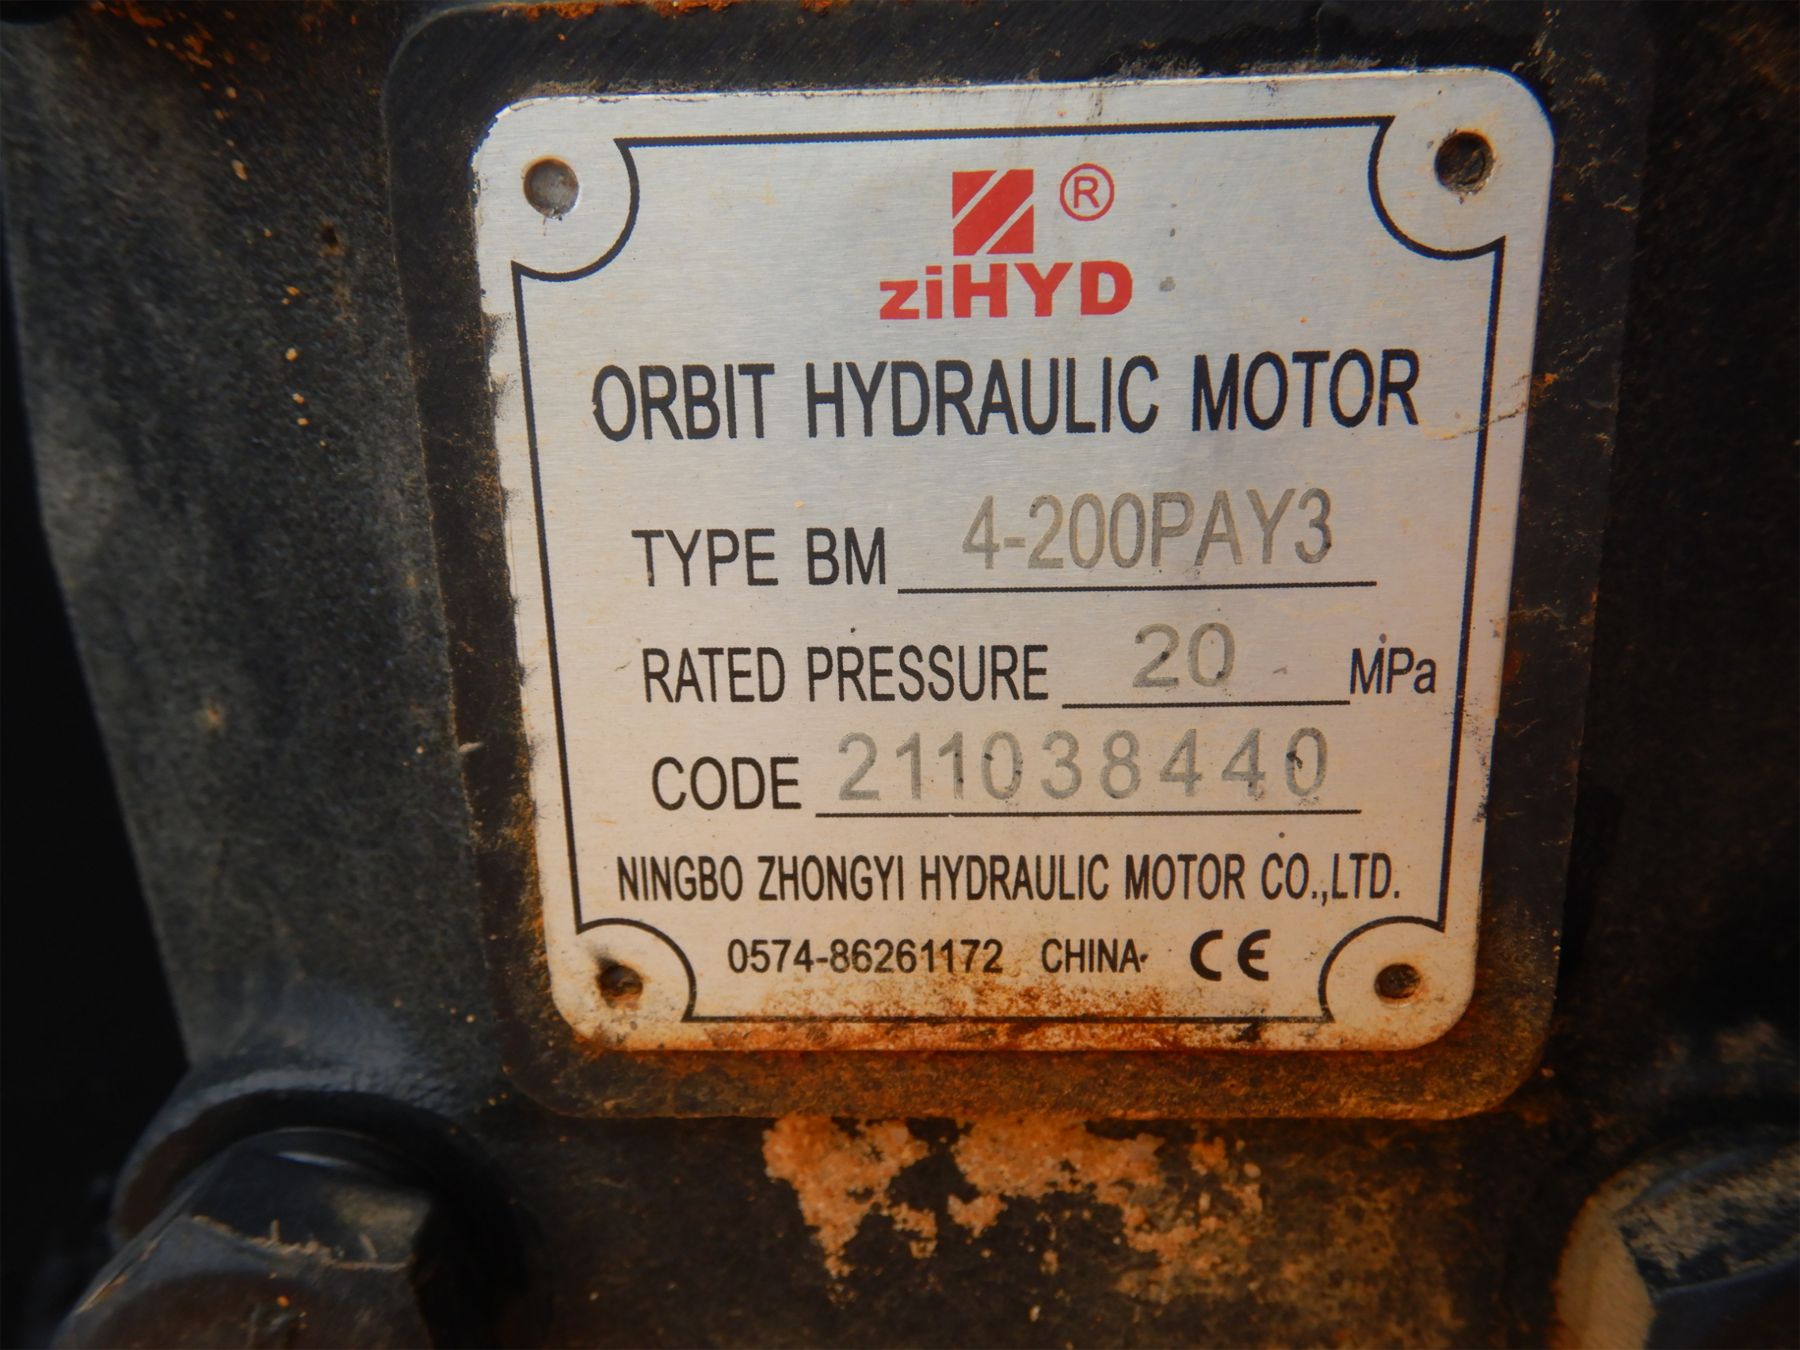 ®
ziHYD
ORBIT HYDRAULIC MOTOR
TYPE BM 4-200PAY3
RATED PRESSURE 20 MPa
CODE 211038440
NINGBO ZHONGYI HYDRAULIC MOTOR CO.,LTD.
0574-86261172 CHINA CE